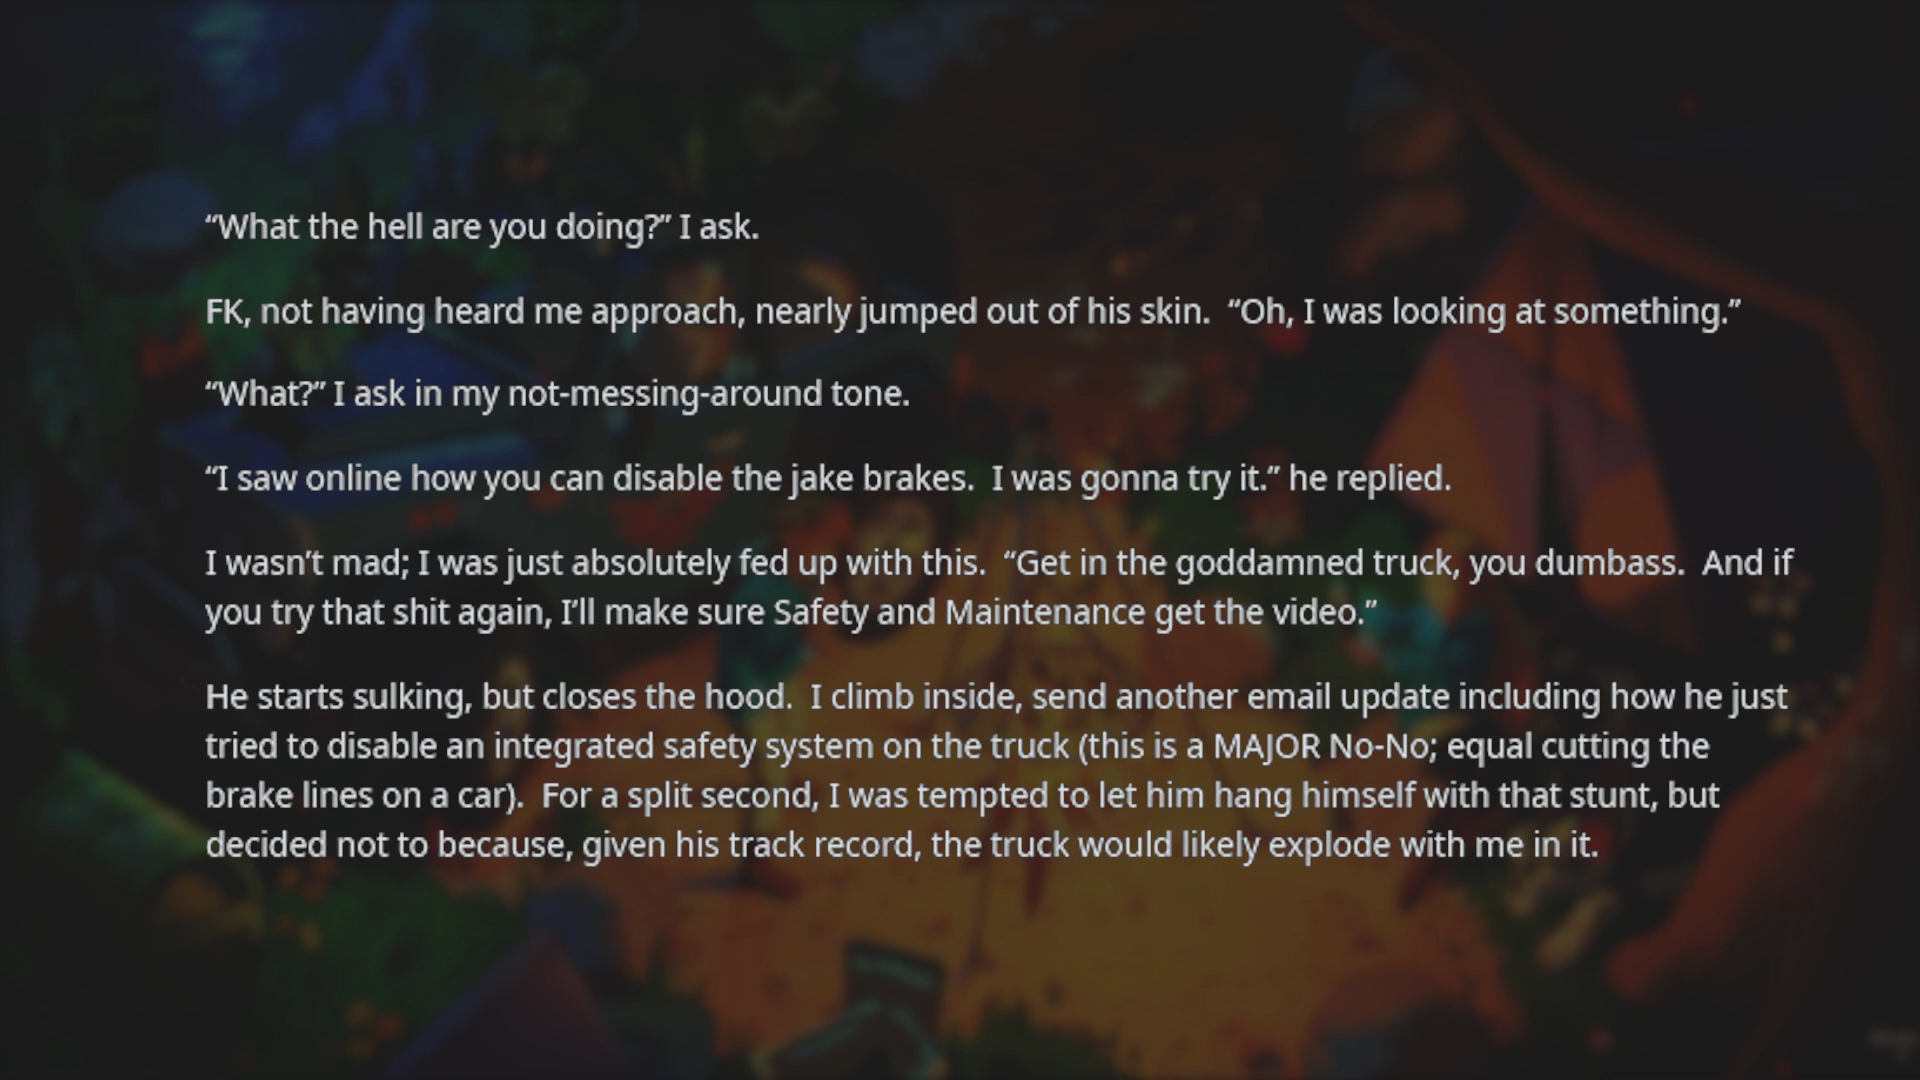 “What the hell are you doing?” I ask.
FK, not having heard me approach, nearly jumped out of his skin.  “Oh, I was looking at something.”
“What?” I ask in my not-messing-around tone.
“I saw online how you can disable the jake brakes.  I was gonna try it.” he replied.
I wasn’t mad; I was just absolutely fed up with this.  “Get in the goddamned truck, you dumbass.  And if
you try that shit again, I’ll make sure Safety and Maintenance get the video.”
He starts sulking, but closes the hood.  I climb inside, send another email update including how he just
tried to disable an integrated safety system on the truck (this is a MAJOR No-No; equal cutting the
brake lines on a car).  For a split second, I was tempted to let him hang himself with that stunt, but
decided not to because, given his track record, the truck would likely explode with me in it.